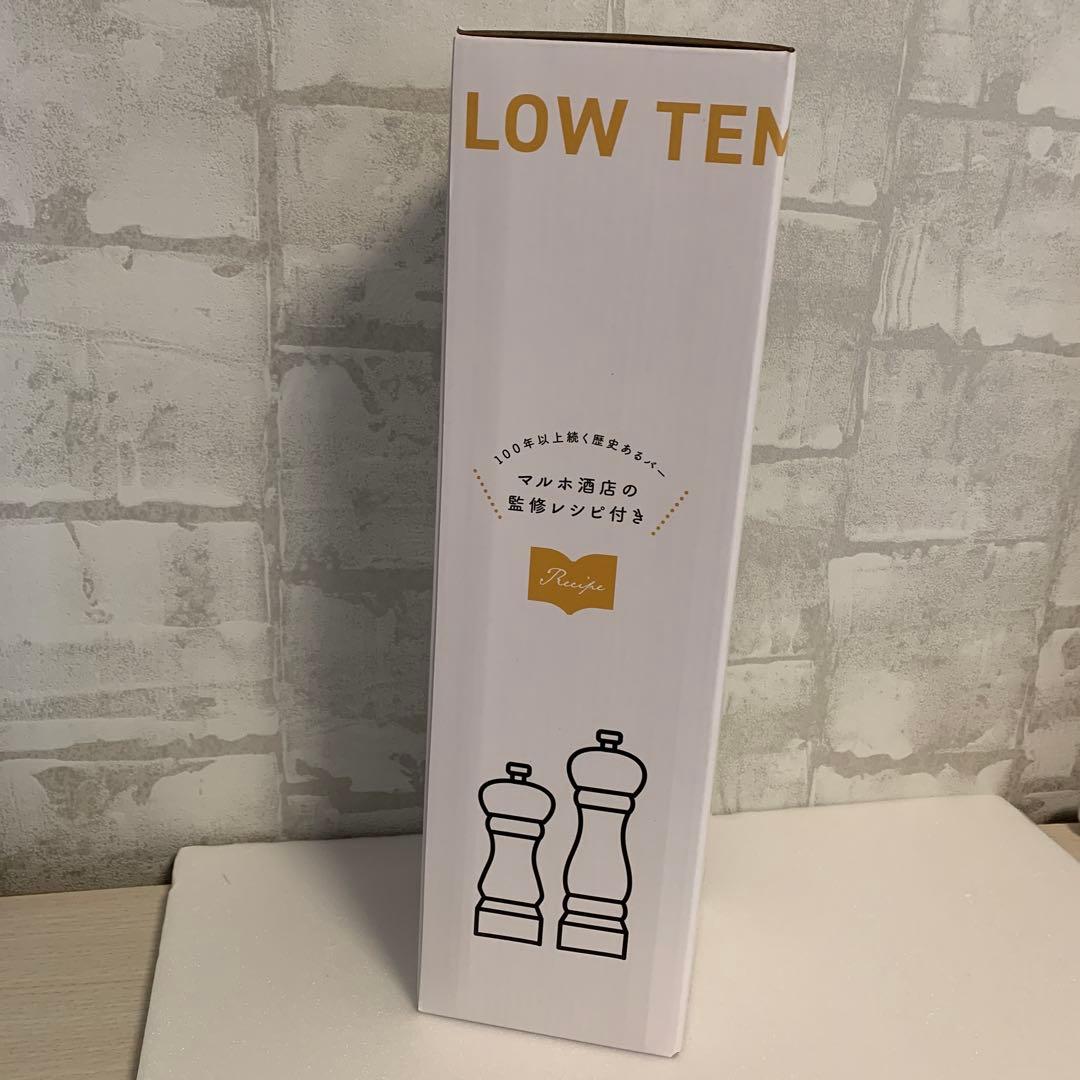 LOW TEM
100年以上続く歴史あるバー
マルホ酒店の
監修レシピ付き
Recipe